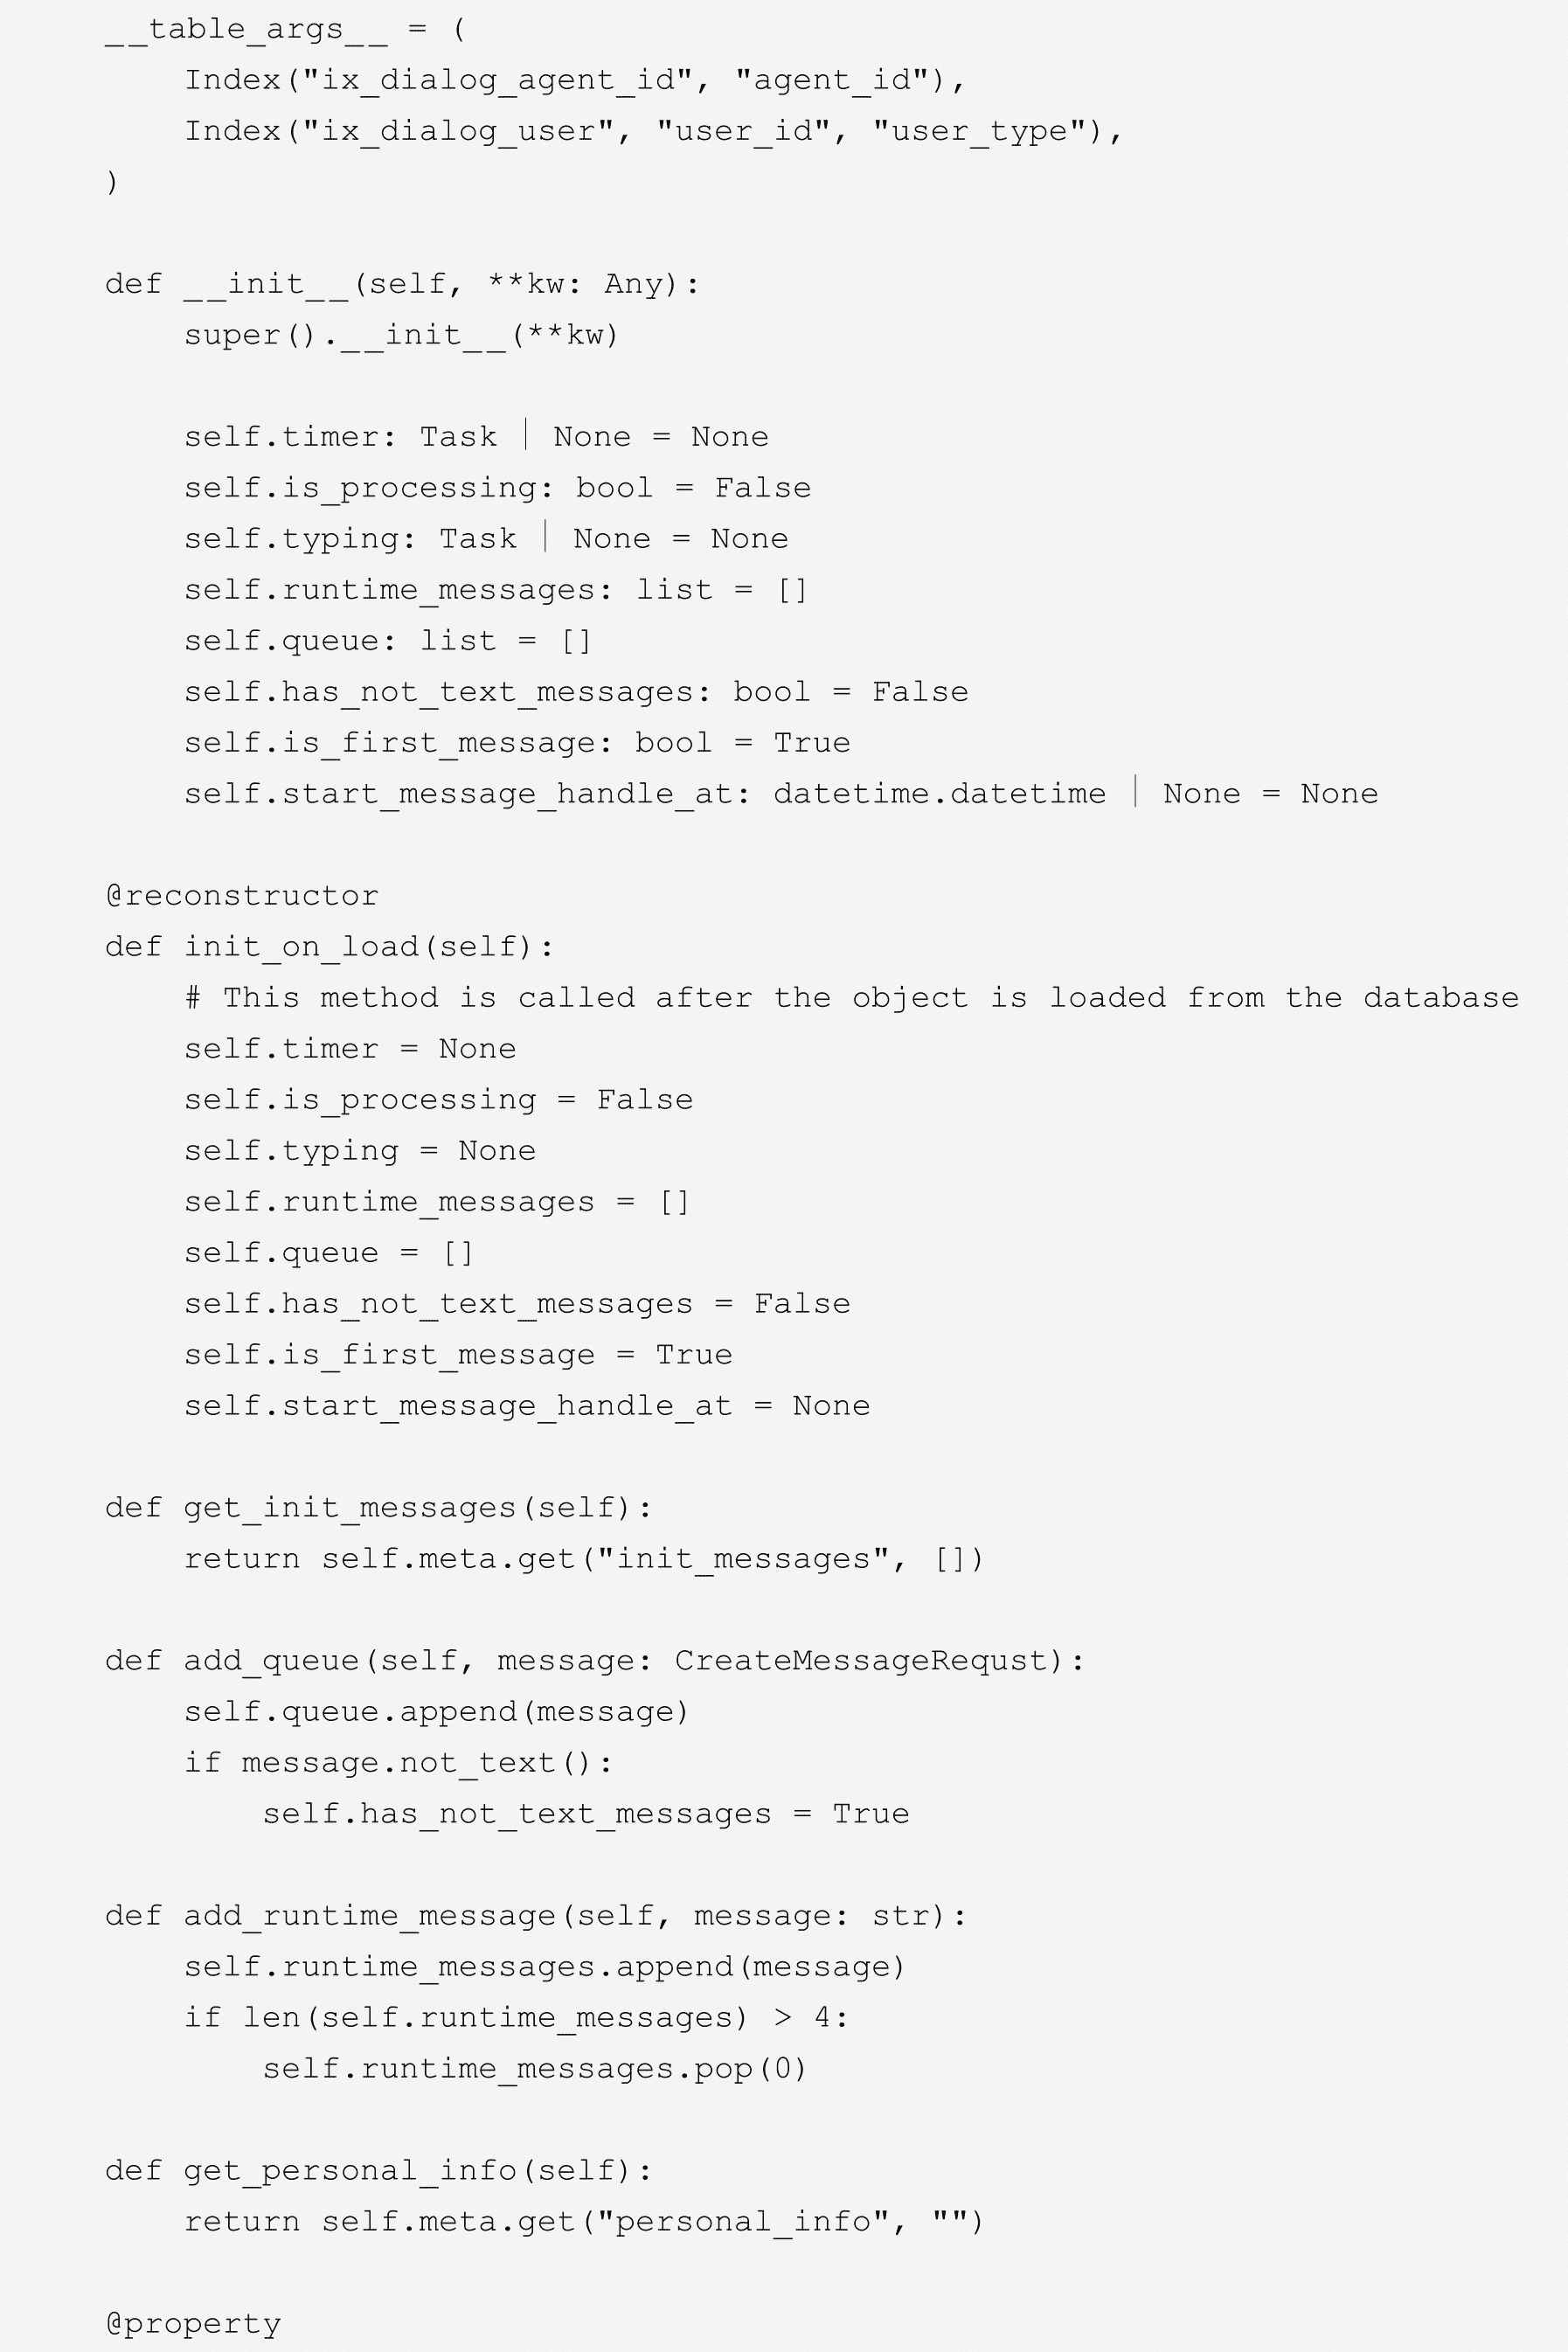 __table_args__ = (
    Index("ix_dialog_agent_id", "agent_id"),
    Index("ix_dialog_user", "user_id", "user_type"),
)

def __init__(self, **kw: Any):
    super().__init__(**kw)

    self.timer: Task | None = None
    self.is_processing: bool = False
    self.typing: Task | None = None
    self.runtime_messages: list = []
    self.queue: list = []
    self.has_not_text_messages: bool = False
    self.is_first_message: bool = True
    self.start_message_handle_at: datetime.datetime | None = None

@reconstructor
def init_on_load(self):
    # This method is called after the object is loaded from the database
    self.timer = None
    self.is_processing = False
    self.typing = None
    self.runtime_messages = []
    self.queue = []
    self.has_not_text_messages = False
    self.is_first_message = True
    self.start_message_handle_at = None

def get_init_messages(self):
    return self.meta.get("init_messages", [])

def add_queue(self, message: CreateMessageRequst):
    self.queue.append(message)
    if message.not_text():
        self.has_not_text_messages = True

def add_runtime_message(self, message: str):
    self.runtime_messages.append(message)
    if len(self.runtime_messages) > 4:
        self.runtime_messages.pop(0)

def get_personal_info(self):
    return self.meta.get("personal_info", "")

@property